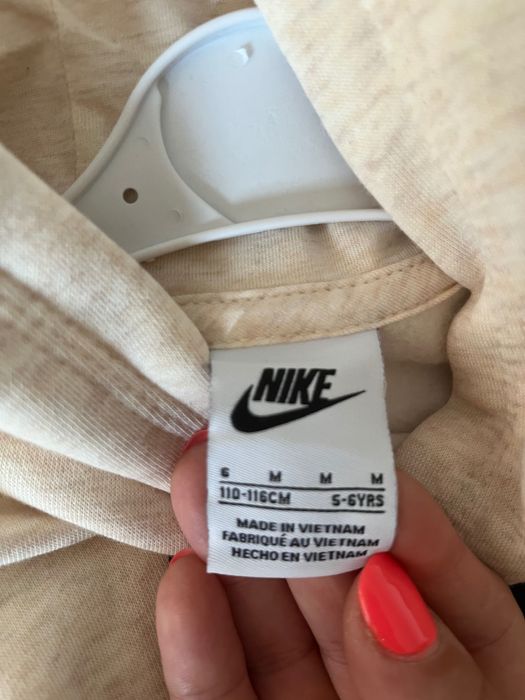 NIKE
6 M M M
110-116CM 5-6YRS
MADE IN VIETNAM
FABRIQUÉ AU VIETNAM
HECHO EN VIETNAM